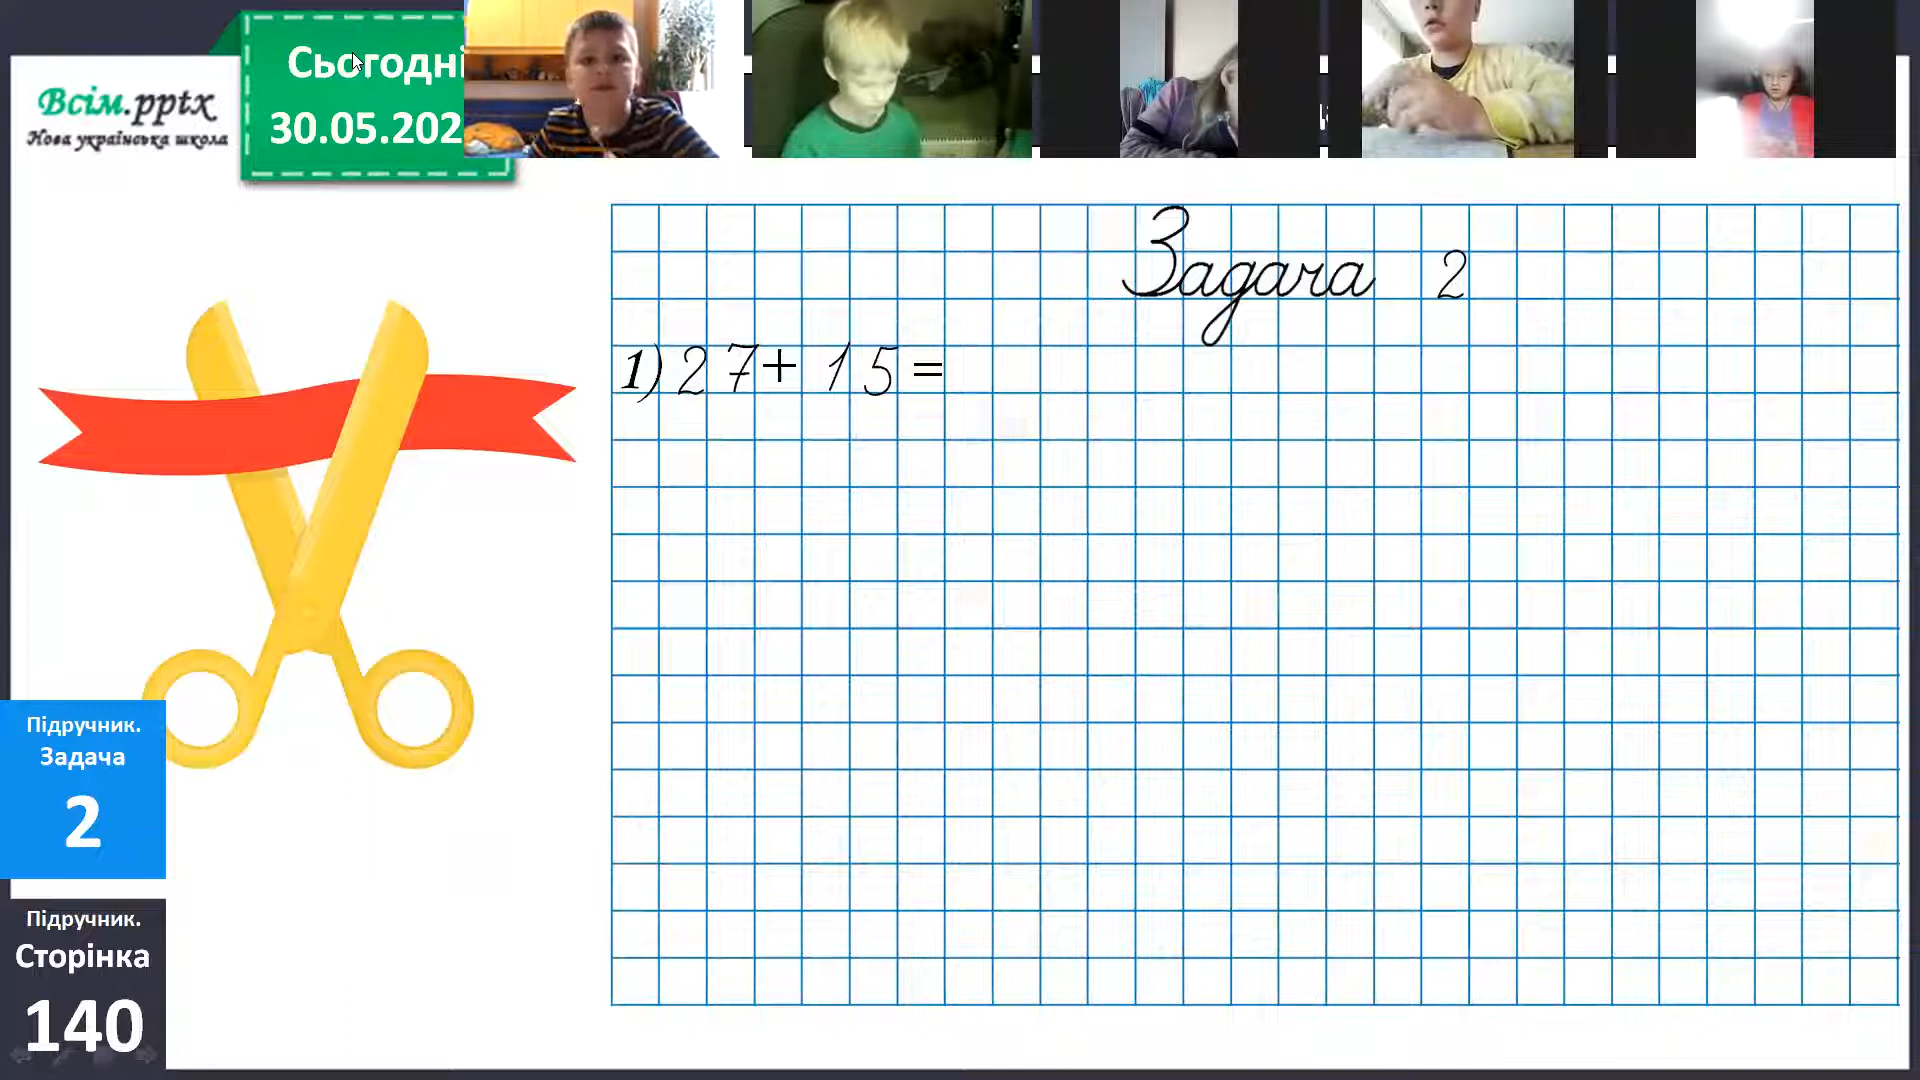 Всім.pptx
Нова українська школа
Сьогодні
30.05.202
Задача 2
1) 27 + 15 =
Підручник.
Задача
2
Підручник.
Сторінка
140